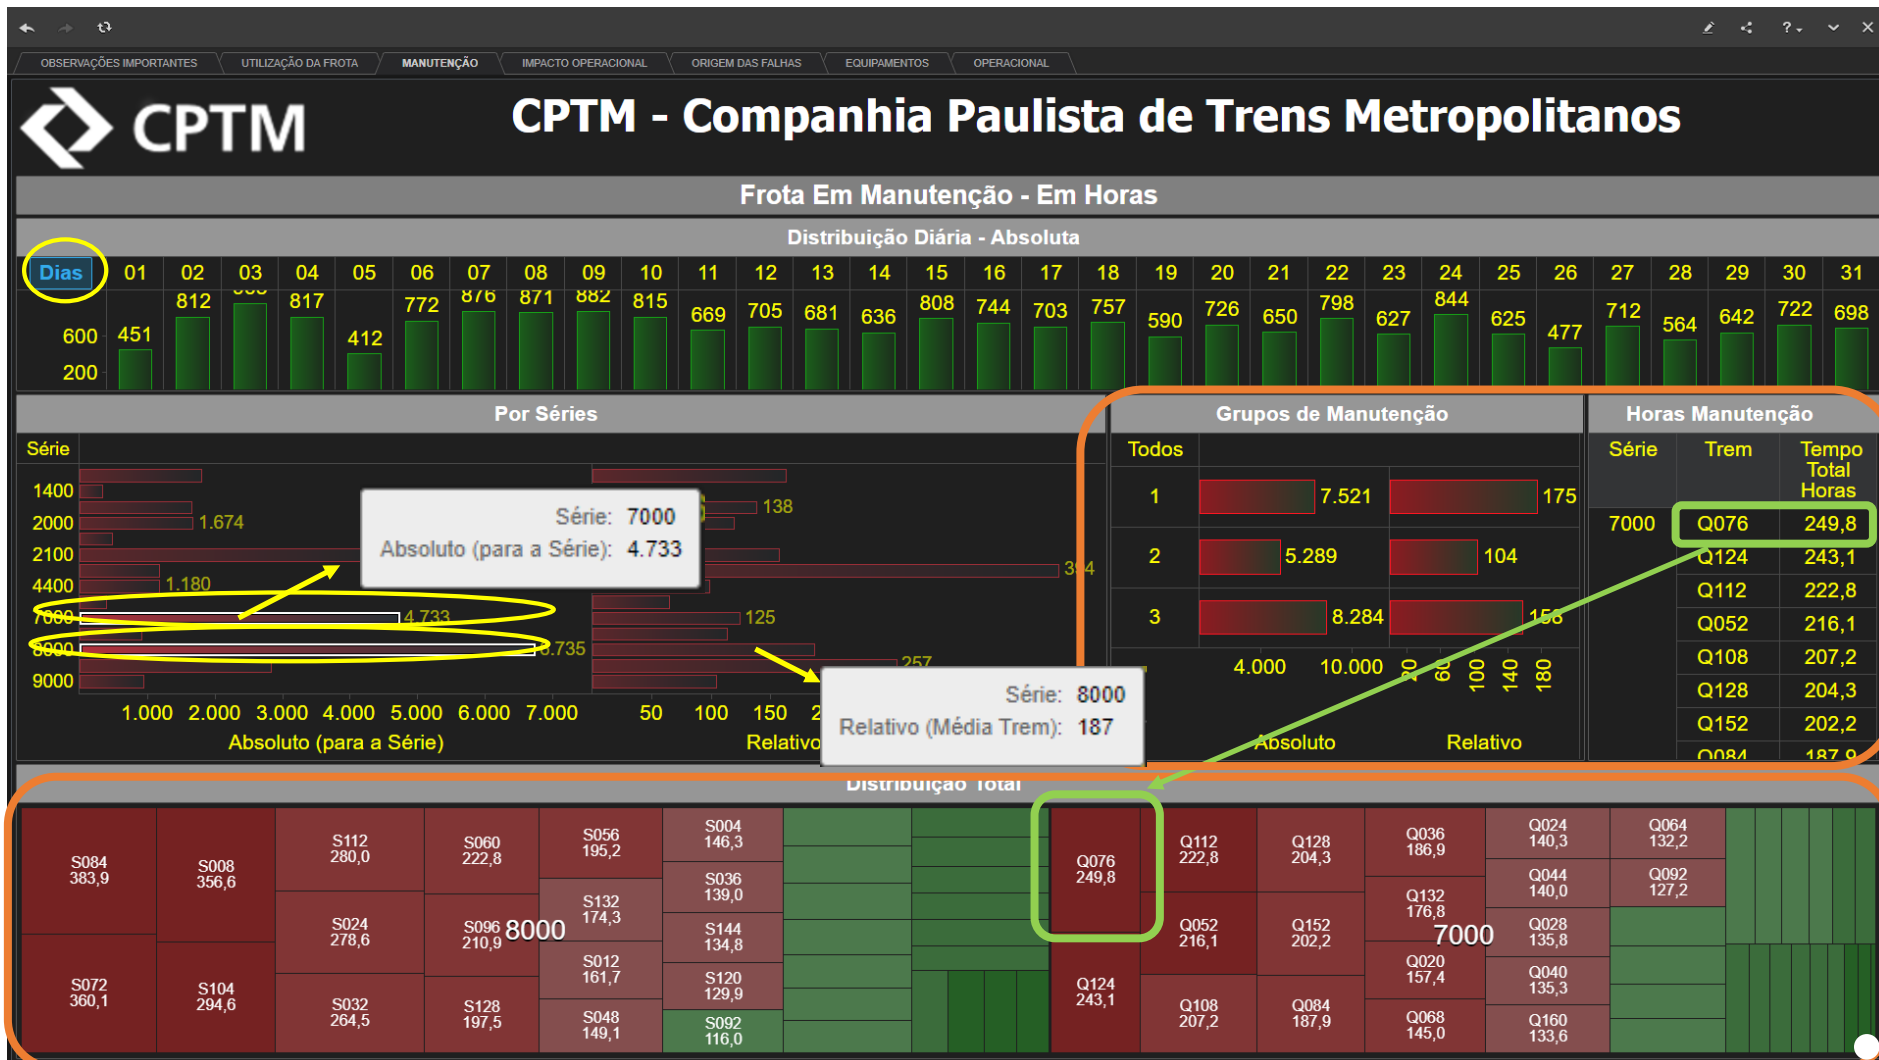 OBSERVAÇÕES IMPORTANTES UTILIZAÇÃO DA FROTA MANUTENÇÃO IMPACTO OPERACIONAL ORIGEM DAS FALHAS EQUIPAMENTOS OPERACIONAL
CPTM
CPTM - Companhia Paulista de Trens Metropolitanos
Frota Em Manutenção - Em Horas
Distribuição Diária - Absoluta
Dias 01 02 03 04 05 06 07 08 09 10 11 12 13 14 15 16 17 18 19 20 21 22 23 24 25 26 27 28 29 30 31
451 812 817 412 772 876 871 882 815 669 705 681 636 808 744 703 757 590 726 650 798 627 844 625 477 712 564 642 722 698
600
200
Por Séries
Série
1400
2000
2100
4400
7000
8000
9000
1.674
1.180
4.733
.735
138
394
125
257
Série: 7000
Absoluto (para a Série): 4.733
Série: 8000
Relativo (Média Trem): 187
1.000 2.000 3.000 4.000 5.000 6.000 7.000
50 100 150 2
Absoluto (para a Série)
Relativo
Grupos de Manutenção
Todos
1 7.521 175
2 5.289 104
3 8.284 158
4.000 10.000 20 60 100 140 180
Absoluto Relativo
Horas Manutenção
Série Trem Tempo
Total
Horas
7000 Q076 249,8
Q124 243,1
Q112 222,8
Q052 216,1
Q108 207,2
Q128 204,3
Q152 202,2
Q084 187,9
Distribuição Total
S084
383,9
S072
360,1
S008
356,6
S104
294,6
S112
280,0
S024
278,6
S032
264,5
S060
222,8
S096
210,9
S128
197,5
8000
S056
195,2
S132
174,3
S012
161,7
S048
149,1
S004
146,3
S036
139,0
S144
134,8
S120
129,9
S092
116,0
Q076
249,8
Q124
243,1
Q112
222,8
Q052
216,1
Q108
207,2
Q128
204,3
Q152
202,2
Q084
187,9
Q036
186,9
Q132
176,8
7000
Q020
157,4
Q068
145,0
Q024
140,3
Q044
140,0
Q028
135,8
Q040
135,3
Q160
133,6
Q064
132,2
Q092
127,2